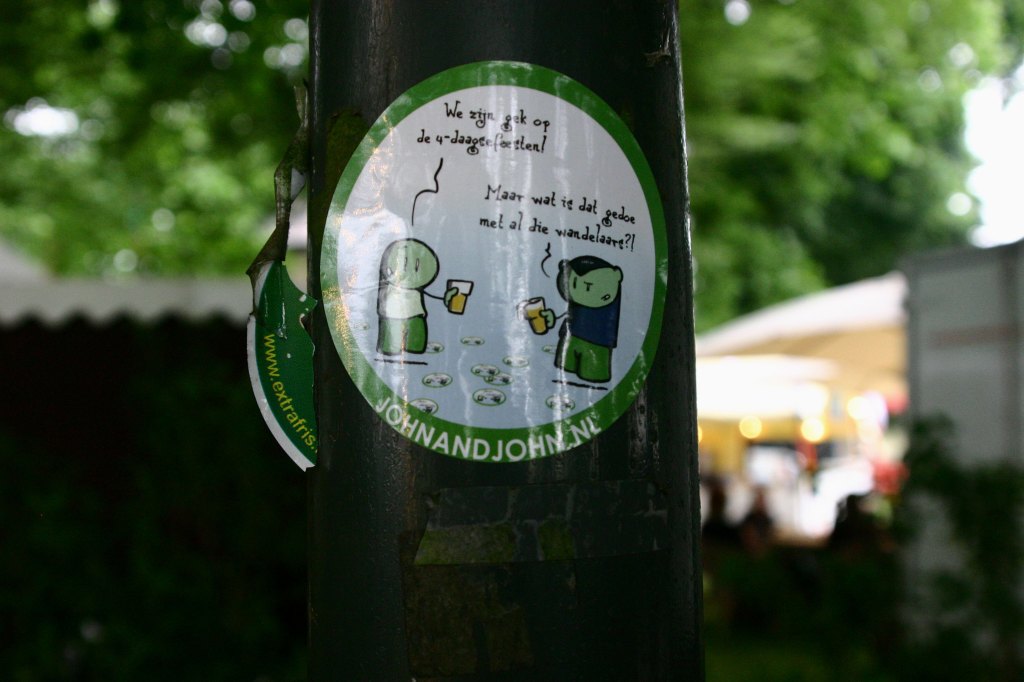 We zijn gek op
de 4-daagsefeesten!
Maar wat is dat gedoe
met al die wandelaars?!
JOHNANDJOHN.NL
www.extrafris.